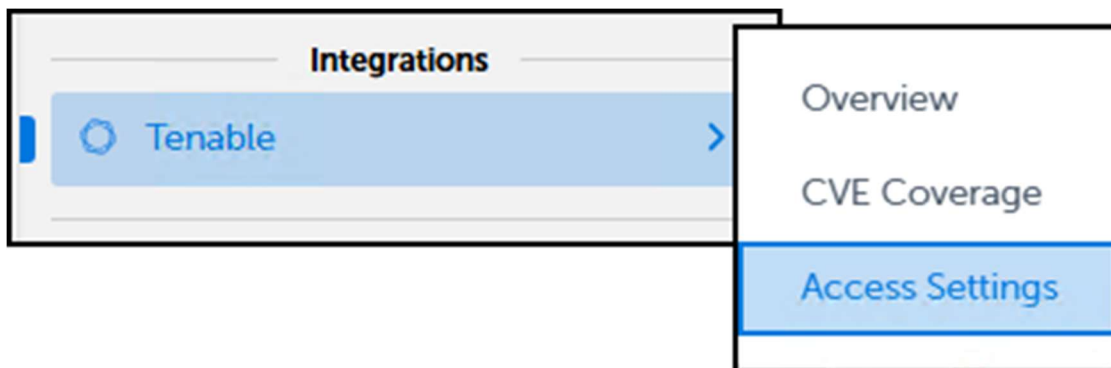 Integrations
Tenable
Overview
CVE Coverage
Access Settings